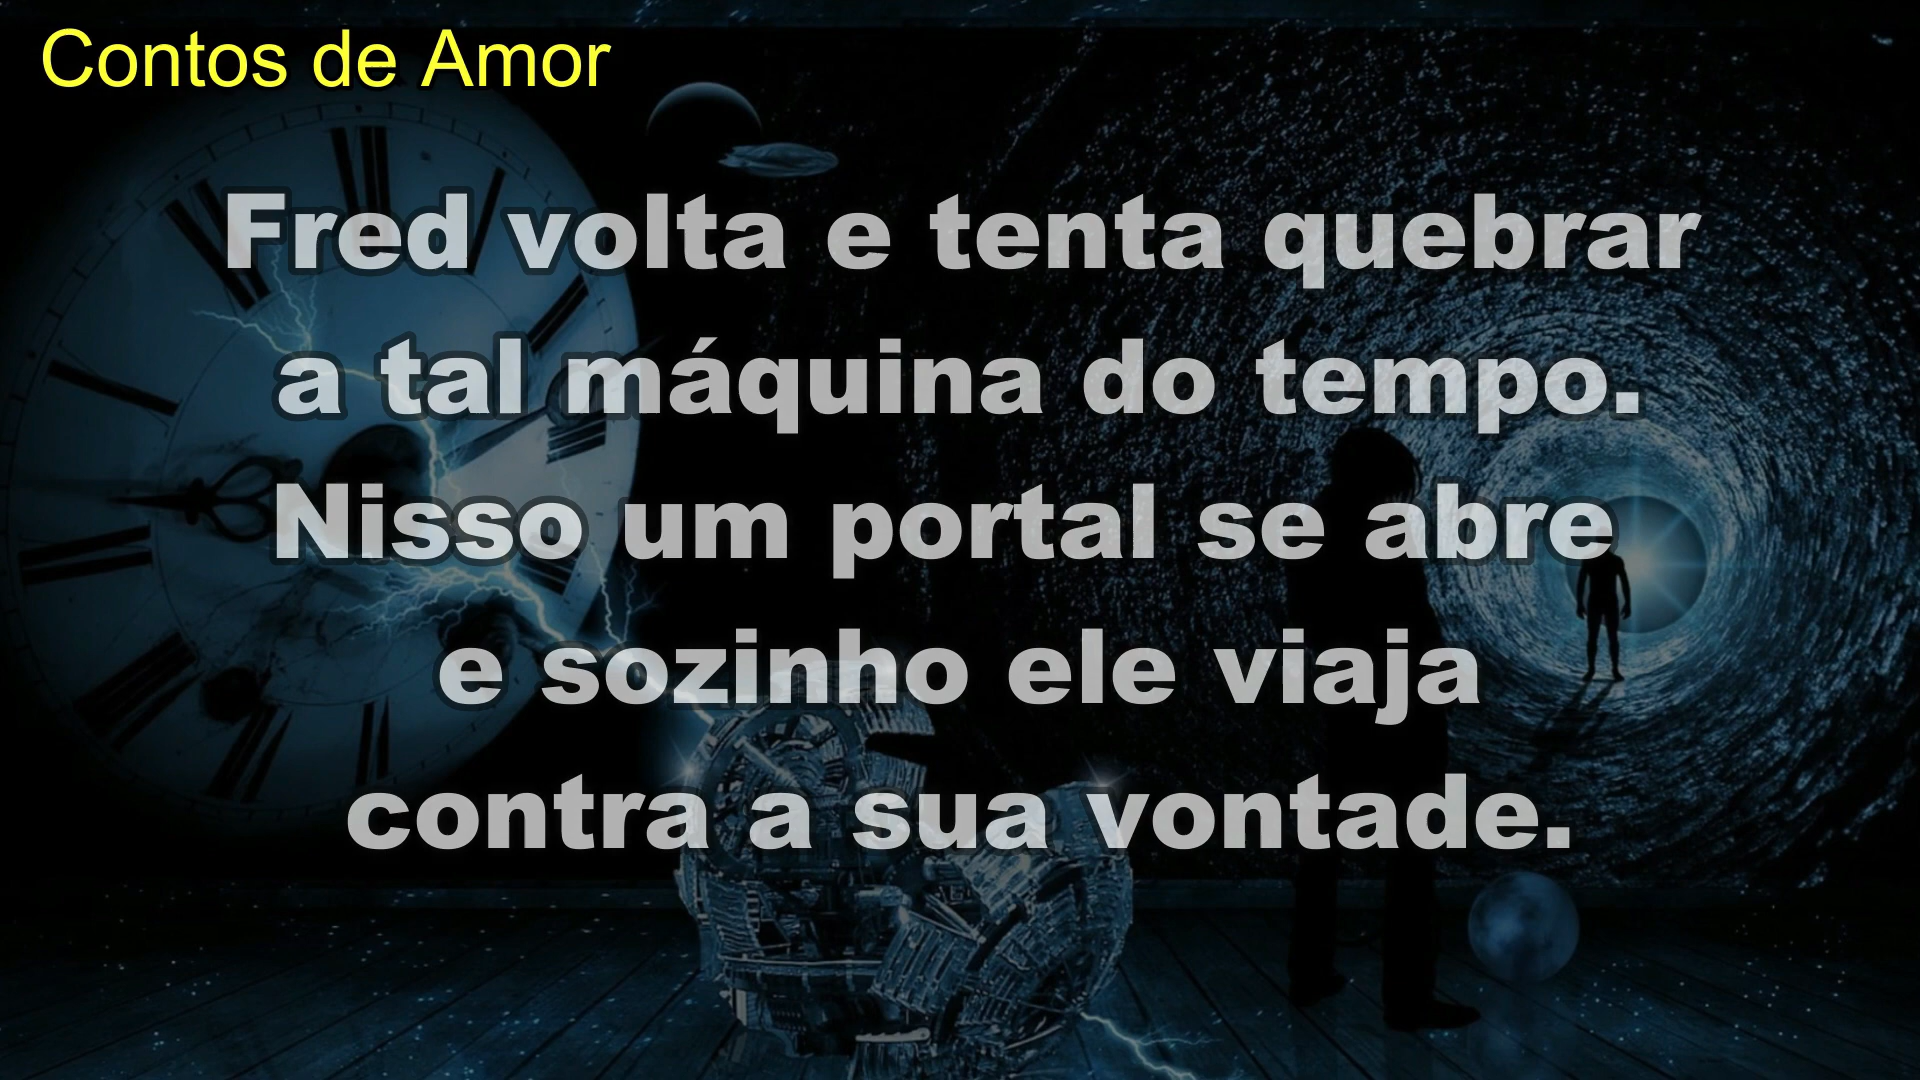 Contos de Amor
Fred volta e tenta quebrar
a tal máquina do tempo.
Nisso um portal se abre
e sozinho ele viaja
contra a sua vontade.